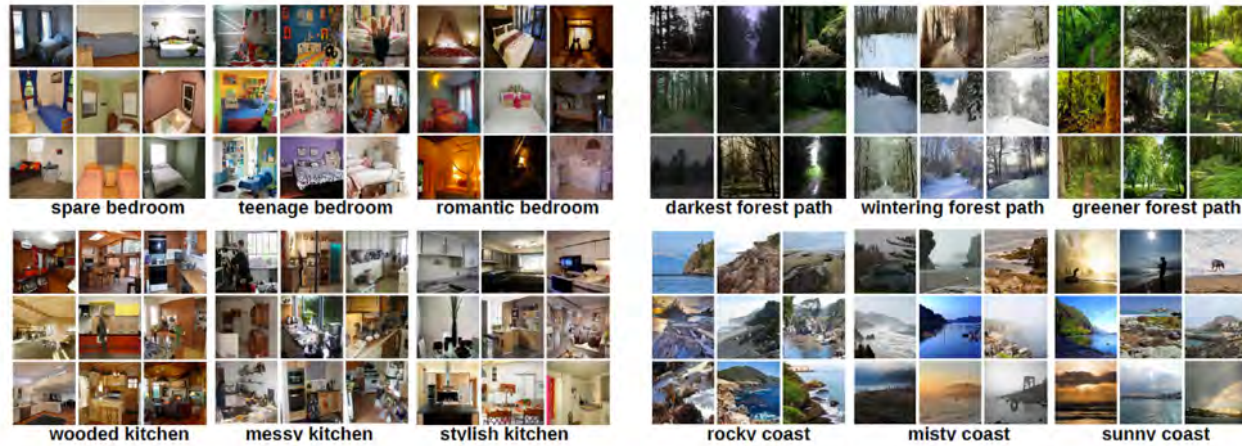 spare bedroom teenage bedroom romantic bedroom darkest forest path wintering forest path greener forest path
wooded kitchen messy kitchen stylish kitchen rocky coast misty coast sunny coast